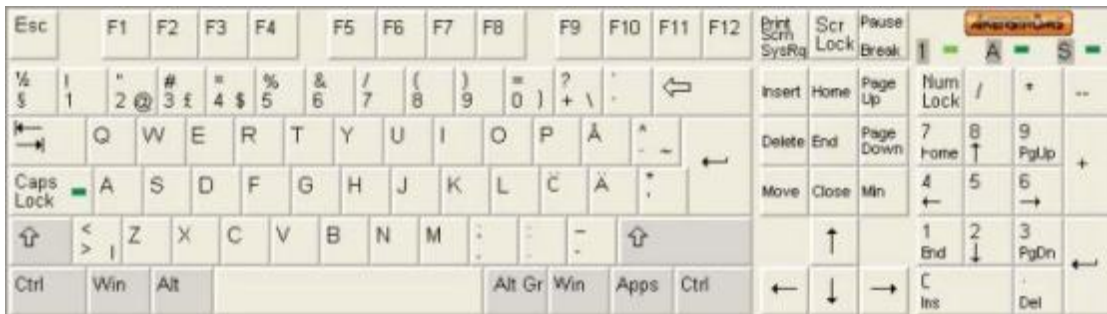 Esc F1 F2 F3 F4 F5 F6 F7 F8 F9 F10 F11 F12 Print Scrn SysRq Scr Lock Pause Break 1 A S
½ § ! 1 " 2 @ # 3 £ ¤ 4 $ % 5 & 6 / 7 ( 8 ) 9 = 0 } ? + \ Insert Home Page Up Num Lock / * --
Q W E R T Y U I O P Å ^ ~ Delete End Page Down 7 Home 8 ↑ 9 PgUp +
Caps Lock A S D F G H J K L Ä Move Close Min 4 ← 5 6 →
< > | Z X C V B N M ; : _ - ↑ 1 End 2 ↓ 3 PgDn
Ctrl Win Alt Alt Gr Win Apps Ctrl ← ↓ → Ins Del